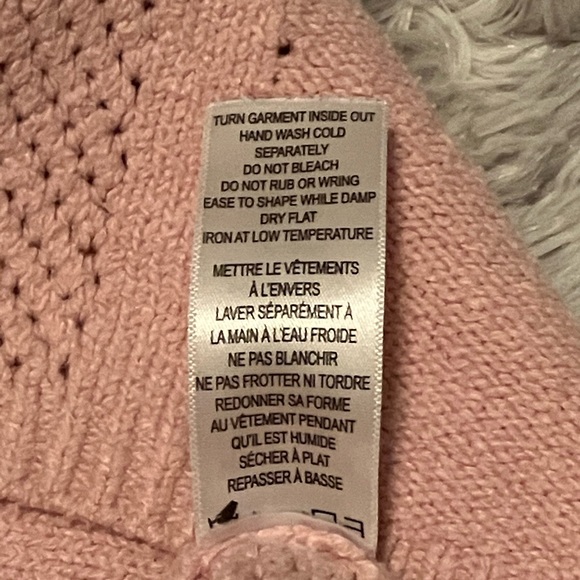 TURN GARMENT INSIDE OUT
HAND WASH COLD
SEPARATELY
DO NOT BLEACH
DO NOT RUB OR WRING
EASE TO SHAPE WHILE DAMP
DRY FLAT
IRON AT LOW TEMPERATURE
METTRE LE VÊTEMENTS
À L'ENVERS
LAVER SÉPARÉMENT À
LA MAIN À L'EAU FROIDE
NE PAS BLANCHIR
NE PAS FROTTER NI TORDRE
REDONNER SA FORME
AU VÊTEMENT PENDANT
QU'IL EST HUMIDE
SÉCHER À PLAT
REPASSER À BASSE